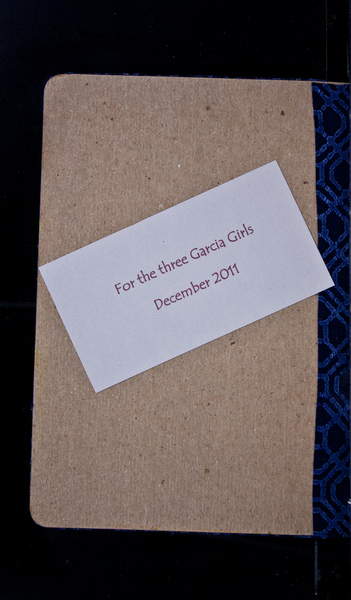 For the three Garcia Girls
December 2011